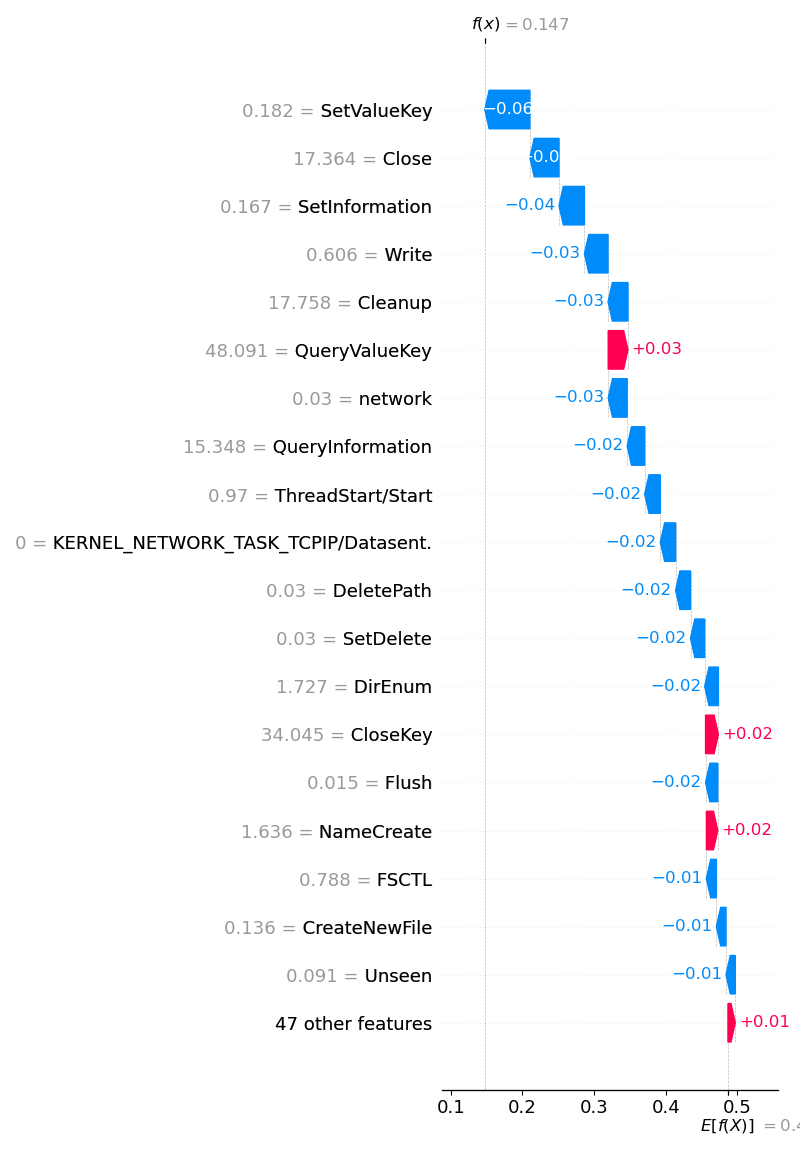 f(x) = 0.147
0.182 = SetValueKey −0.06
17.364 = Close −0.0
0.167 = SetInformation −0.04
0.606 = Write −0.03
17.758 = Cleanup −0.03
48.091 = QueryValueKey +0.03
0.03 = network −0.03
15.348 = QueryInformation −0.02
0.97 = ThreadStart/Start −0.02
0 = KERNEL_NETWORK_TASK_TCPIP/Datasent. −0.02
0.03 = DeletePath −0.02
0.03 = SetDelete −0.02
1.727 = DirEnum −0.02
34.045 = CloseKey +0.02
0.015 = Flush −0.02
1.636 = NameCreate +0.02
0.788 = FSCTL −0.01
0.136 = CreateNewFile −0.01
0.091 = Unseen −0.01
47 other features +0.01
0.1 0.2 0.3 0.4 0.5
E[f(X)] = 0.4